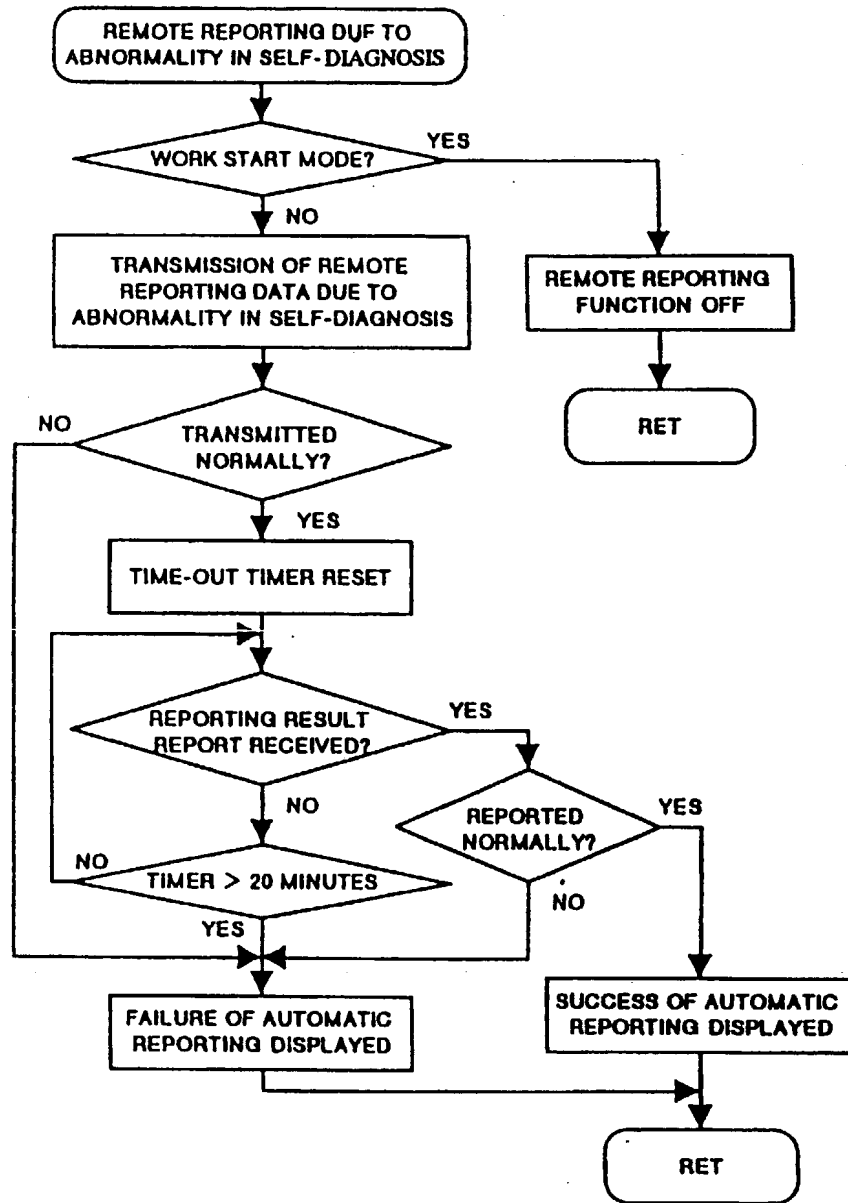 REMOTE REPORTING DUF TO
ABNORMALITY IN SELF-DIAGNOSIS
WORK START MODE?
YES
NO
TRANSMISSION OF REMOTE
REPORTING DATA DUE TO
ABNORMALITY IN SELF-DIAGNOSIS
REMOTE REPORTING
FUNCTION OFF
RET
NO
TRANSMITTED
NORMALLY?
YES
TIME-OUT TIMER RESET
REPORTING RESULT
REPORT RECEIVED?
YES
NO
REPORTED
NORMALLY?
YES
NO
NO
TIMER > 20 MINUTES
YES
FAILURE OF AUTOMATIC
REPORTING DISPLAYED
SUCCESS OF AUTOMATIC
REPORTING DISPLAYED
RET